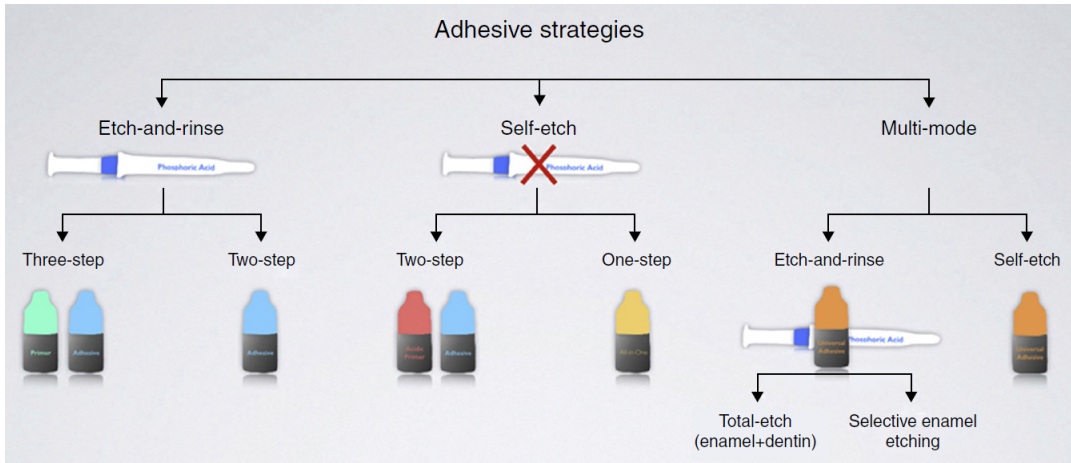 Adhesive strategies
Etch-and-rinse
Self-etch
Multi-mode
Phosphoric Acid
Phosphoric Acid
Three-step
Two-step
Two-step
One-step
Etch-and-rinse
Self-etch
Primer
Adhesive
Adhesive
Acidic
Primer
Adhesive
All-in-One
Universal
Adhesive
Phosphoric Acid
Universal
Adhesive
Total-etch
(enamel+dentin)
Selective enamel
etching